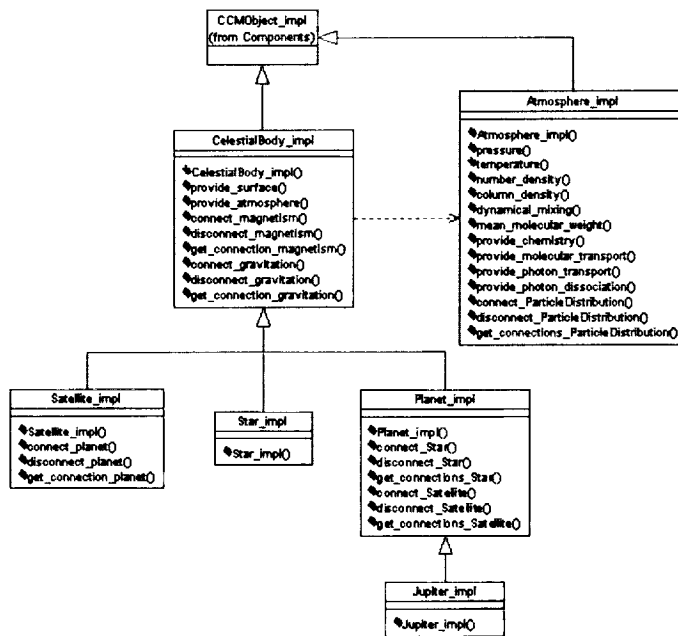 CCMObject_impl
(from Components)
Atmosphere_impl
Atmosphere_impl()
pressure()
temperature()
number_density()
column_density()
dynamical_mixing()
mean_molecular_weight()
provide_chemistry()
provide_molecular_transport()
provide_photon_transport()
provide_photon_dissociation()
connect_ParticleDistribution()
disconnect_ParticleDistribution()
get_connections_ParticleDistribution()
CelestialBody_impl
CelestialBody_impl()
provide_surface()
provide_atmosphere()
connect_magnetism()
disconnect_magnetism()
get_connection_magnetism()
connect_gravitation()
disconnect_gravitation()
get_connection_gravitation()
Satellite_impl
Satellite_impl()
connect_planet()
disconnect_planet()
get_connection_planet()
Star_impl
Star_impl()
Planet_impl
Planet_impl()
connect_Star()
disconnect_Star()
get_connections_Star()
connect_Satellite()
disconnect_Satellite()
get_connections_Satellite()
Jupiter_impl
Jupiter_impl()